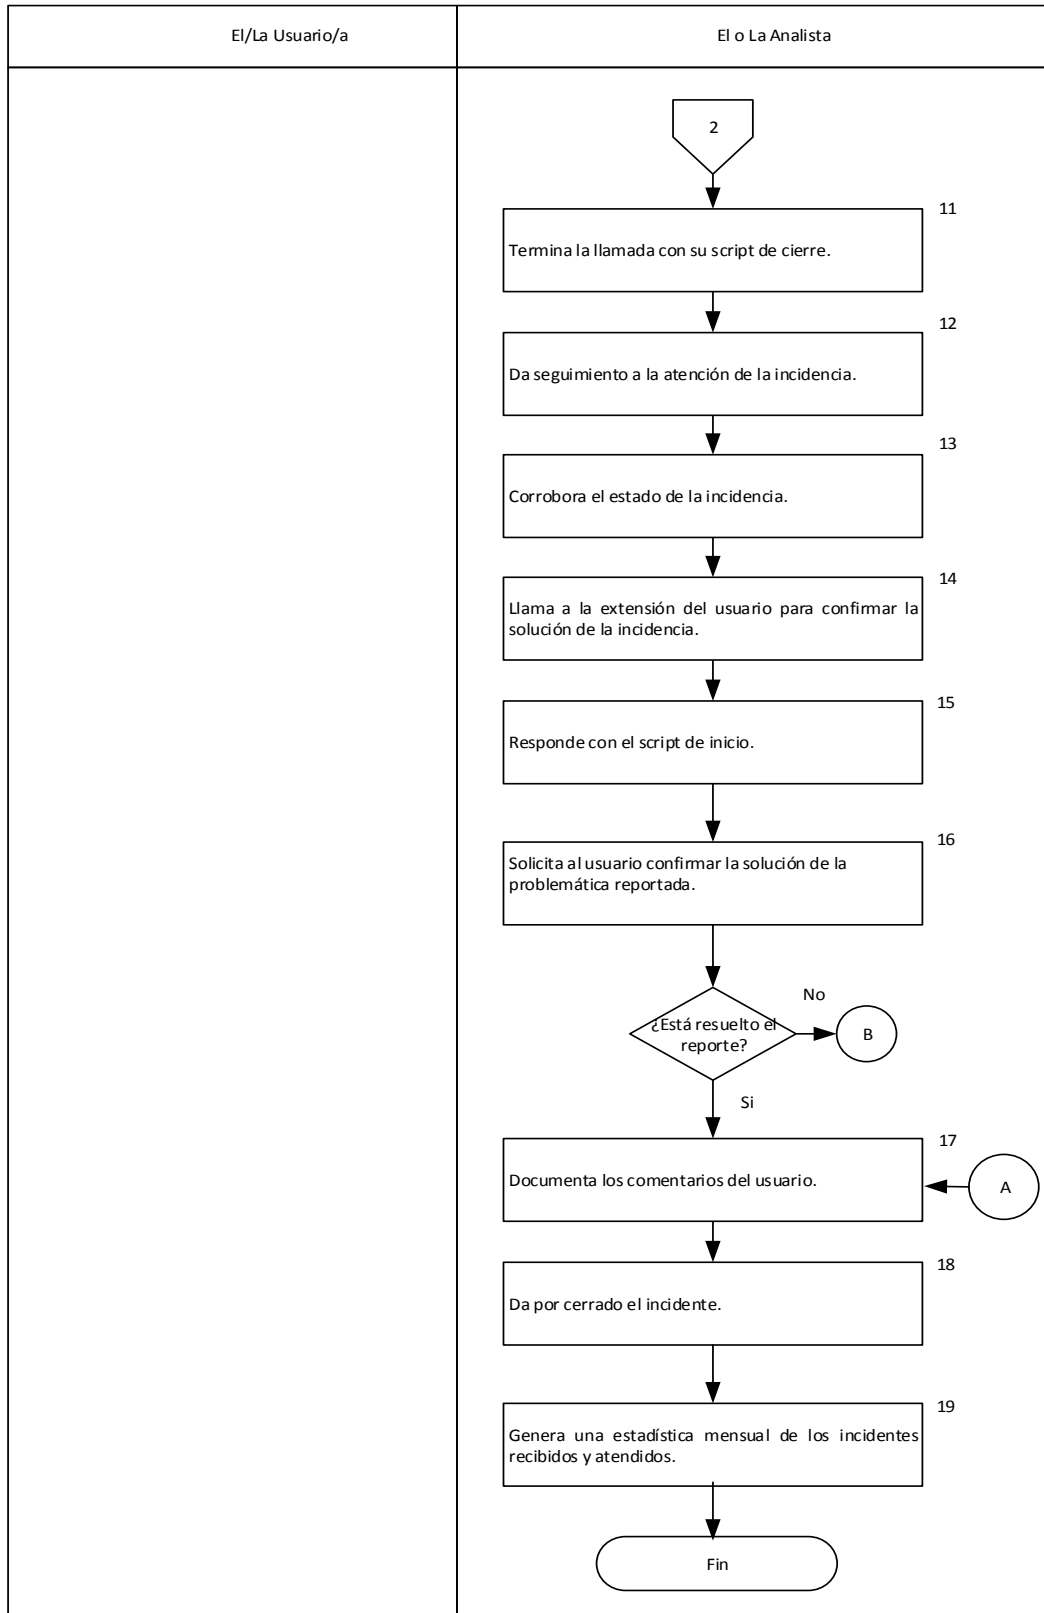 El/La Usuario/a
El o La Analista
2
11
Termina la llamada con su script de cierre.
12
Da seguimiento a la atención de la incidencia.
13
Corrobora el estado de la incidencia.
14
Llama a la extensión del usuario para confirmar la
solución de la incidencia.
15
Responde con el script de inicio.
16
Solicita al usuario confirmar la solución de la
problemática reportada.
No
¿Está resuelto el
reporte?
B
Si
17
Documenta los comentarios del usuario.
A
18
Da por cerrado el incidente.
19
Genera una estadística mensual de los incidentes
recibidos y atendidos.
Fin